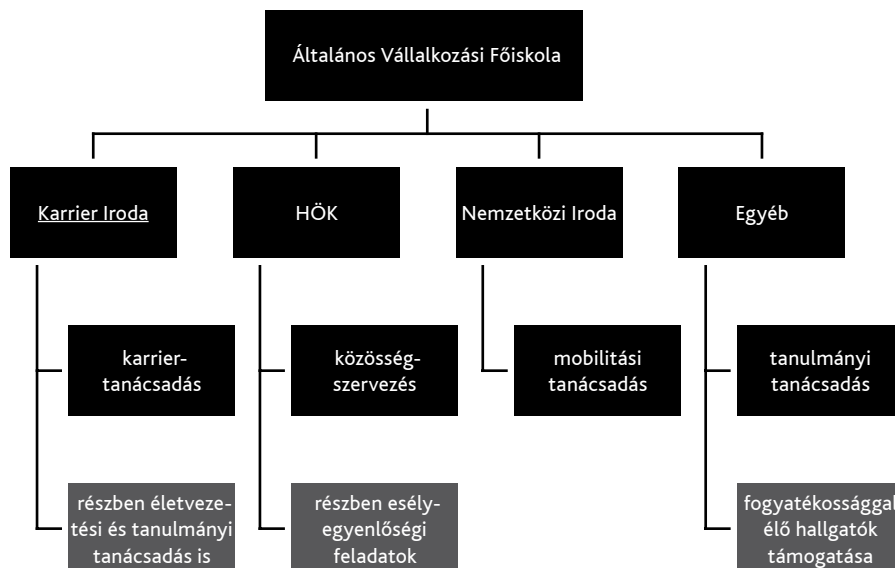 Általános Vállalkozási Főiskola
Karrier Iroda
HÖK
Nemzetközi Iroda
Egyéb
karrier-
tanácsadás
közösség-
szervezés
mobilitási
tanácsadás
tanulmányi
tanácsadás
részben életveze-
tési és tanulmányi
tanácsadás is
részben esély-
egyenlőségi
feladatok
fogyatékossággal
élő hallgatók
támogatása